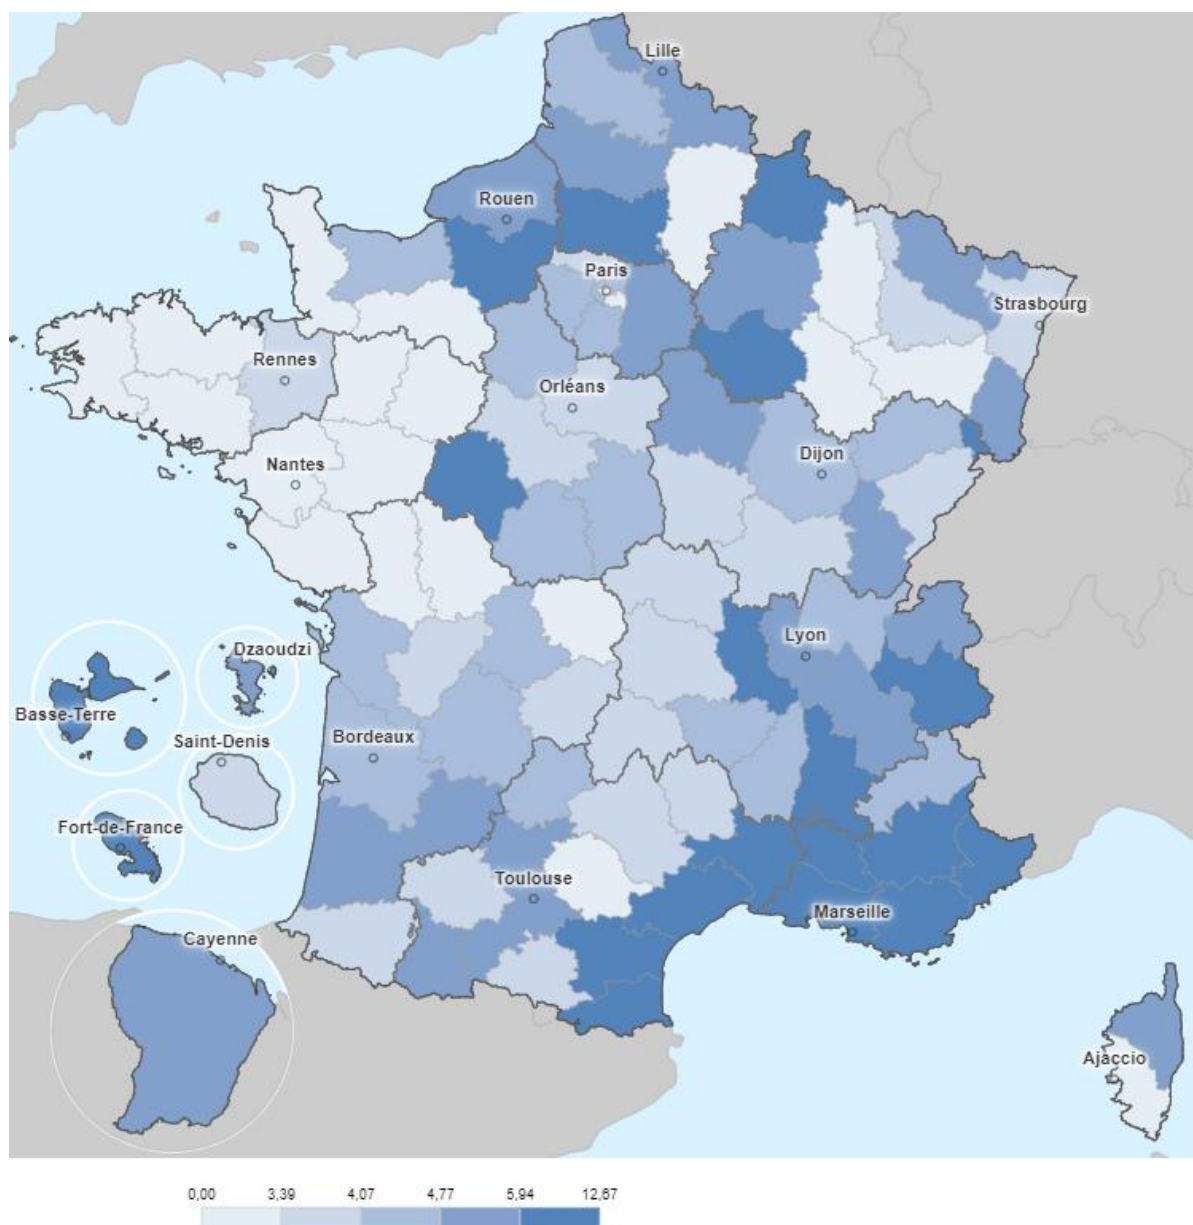 Lille
Rouen
Paris
Strasbourg
Rennes
Orléans
Nantes
Dijon
Dzaoudzi
Lyon
Basse-Terre
Saint-Denis
Bordeaux
Fort-de-France
Toulouse
Marseille
Cayenne
Ajaccio
0,00 3,39 4,07 4,77 5,94 12,67